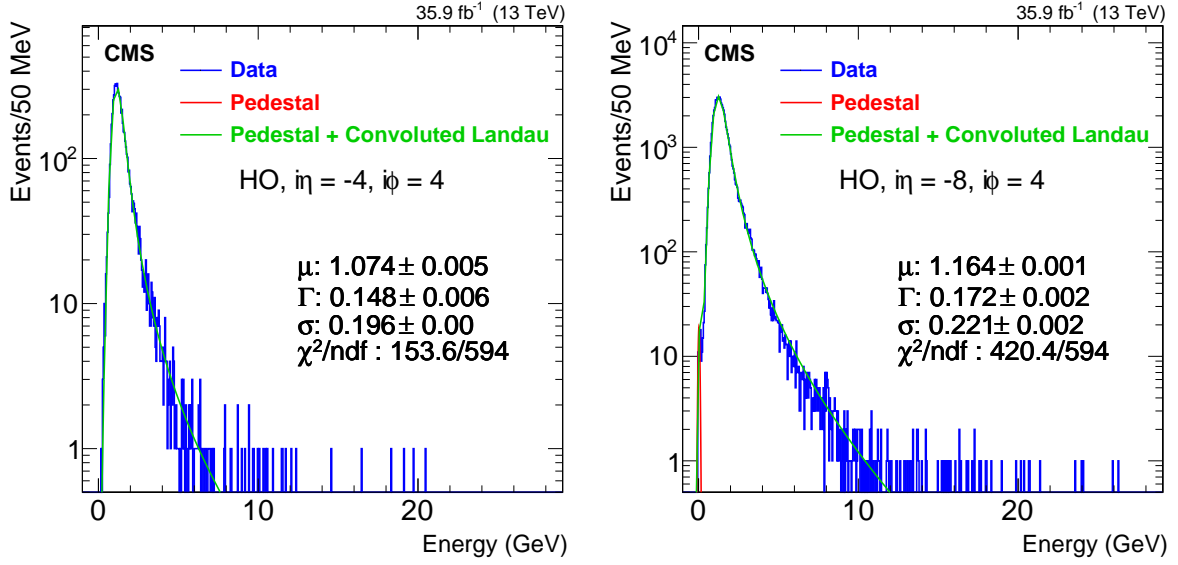 35.9 fb⁻¹ (13 TeV)
CMS
Data
Pedestal
Pedestal + Convoluted Landau
HO, iη = -4, iϕ = 4
μ: 1.074± 0.005
Γ: 0.148± 0.006
σ: 0.196± 0.00
χ²/ndf : 153.6/594
Events/50 MeV
10²
10
1
0 10 20
Energy (GeV)
35.9 fb⁻¹ (13 TeV)
CMS
Data
Pedestal
Pedestal + Convoluted Landau
HO, iη = -8, iϕ = 4
μ: 1.164± 0.001
Γ: 0.172± 0.002
σ: 0.221± 0.002
χ²/ndf : 420.4/594
Events/50 MeV
10⁴
10³
10²
10
1
0 10 20
Energy (GeV)